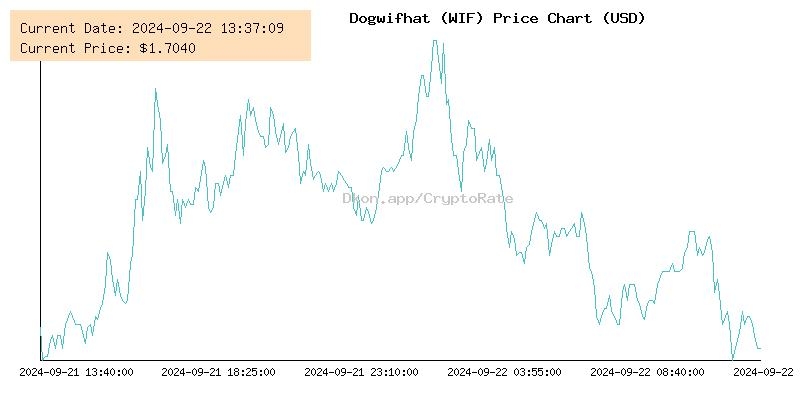 Dogwifhat (WIF) Price Chart (USD)
Current Date: 2024-09-22 13:37:09
Current Price: $1.7040
Dkon.app/CryptoRate
2024-09-21 13:40:00
2024-09-21 18:25:00
2024-09-21 23:10:00
2024-09-22 03:55:00
2024-09-22 08:40:00
2024-09-22